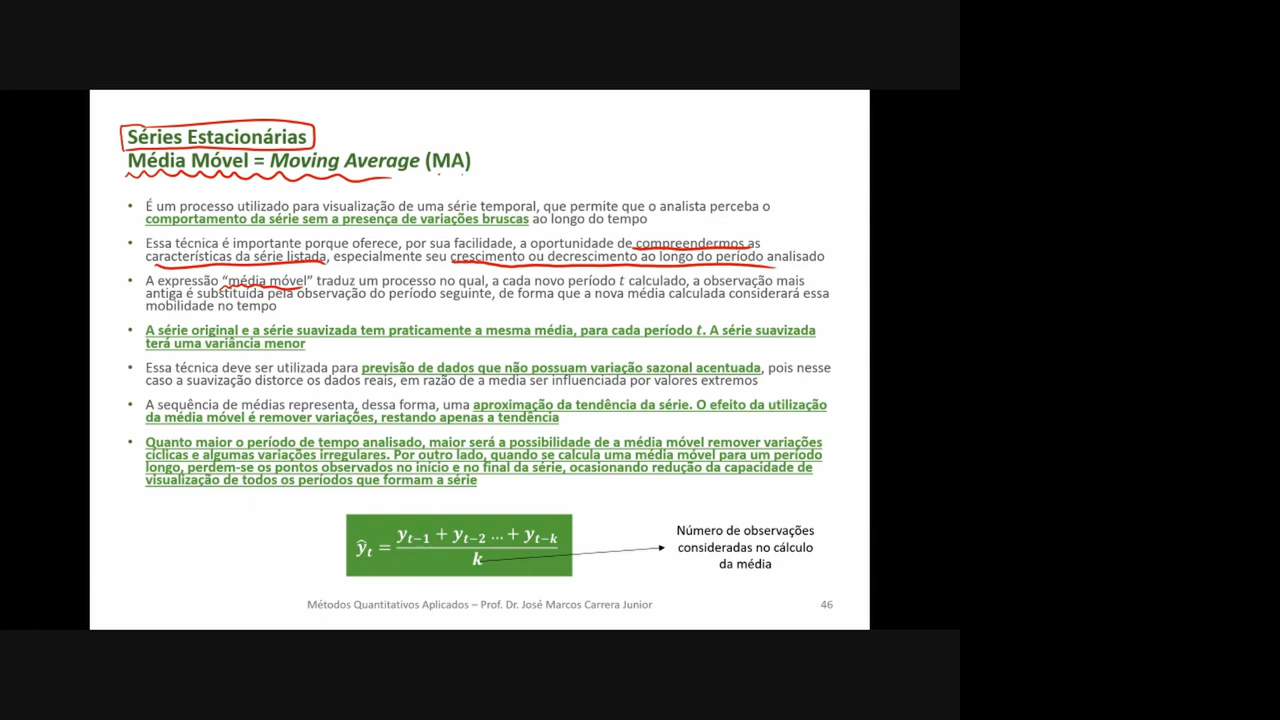 Séries Estacionárias
Média Móvel = Moving Average (MA)
• É um processo utilizado para visualização de uma série temporal, que permite que o analista perceba o
comportamento da série sem a presença de variações bruscas ao longo do tempo
• Essa técnica é importante porque oferece, por sua facilidade, a oportunidade de compreendermos as
características da série listada, especialmente seu crescimento ou decrescimento ao longo do período analisado
• A expressão “média móvel” traduz um processo no qual, a cada novo período t calculado, a observação mais
antiga é substituída pela observação do período seguinte, de forma que a nova média calculada considerará essa
mobilidade no tempo
• A série original e a série suavizada tem praticamente a mesma média, para cada período t. A série suavizada
terá uma variância menor
• Essa técnica deve ser utilizada para previsão de dados que não possuam variação sazonal acentuada, pois nesse
caso a suavização distorce os dados reais, em razão de a media ser influenciada por valores extremos
• A sequência de médias representa, dessa forma, uma aproximação da tendência da série. O efeito da utilização
da média móvel é remover variações, restando apenas a tendência
• Quanto maior o período de tempo analisado, maior será a possibilidade de a média móvel remover variações
cíclicas e algumas variações irregulares. Por outro lado, quando se calcula uma média móvel para um período
longo, perdem-se os pontos observados no início e no final da série, ocasionando redução da capacidade de
visualização de todos os períodos que formam a série
ŷt = (yt−1 + yt−2 ... + yt−k) / k
Número de observações
consideradas no cálculo
da média
Métodos Quantitativos Aplicados – Prof. Dr. José Marcos Carrera Junior
46